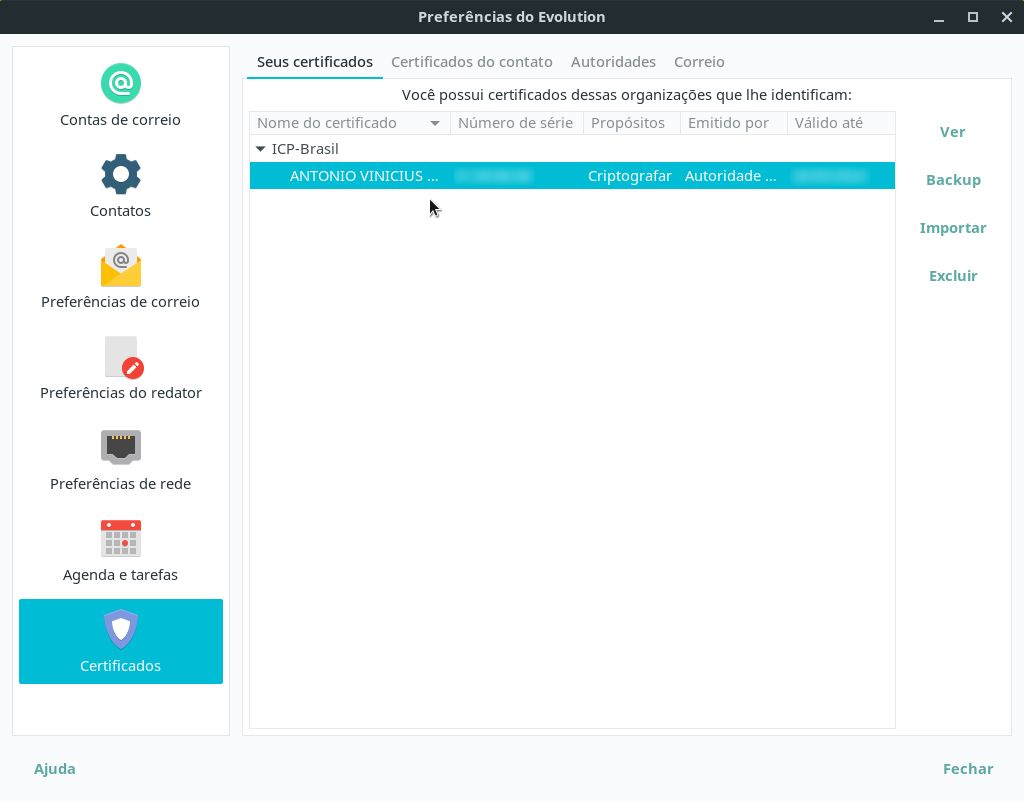 Preferências do Evolution
Contas de correio
Contatos
Preferências de correio
Preferências do redator
Preferências de rede
Agenda e tarefas
Certificados
Seus certificados Certificados do contato Autoridades Correio
Você possui certificados dessas organizações que lhe identificam:
Nome do certificado Número de série Propósitos Emitido por Válido até
ICP-Brasil
ANTONIO VINICIUS ... Criptografar Autoridade ...
Ver
Backup
Importar
Excluir
Ajuda Fechar